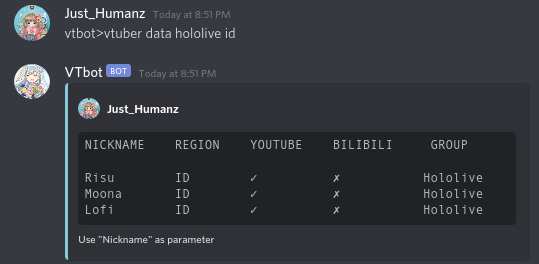 Just_Humanz Today at 8:51 PM
vtbot>vtuber data hololive id
VTbot BOT Today at 8:51 PM
Just_Humanz
NICKNAME REGION YOUTUBE BILIBILI GROUP
Risu ID ✓ ✗ Hololive
Moona ID ✓ ✗ Hololive
Lofi ID ✓ ✗ Hololive
Use "Nickname" as parameter